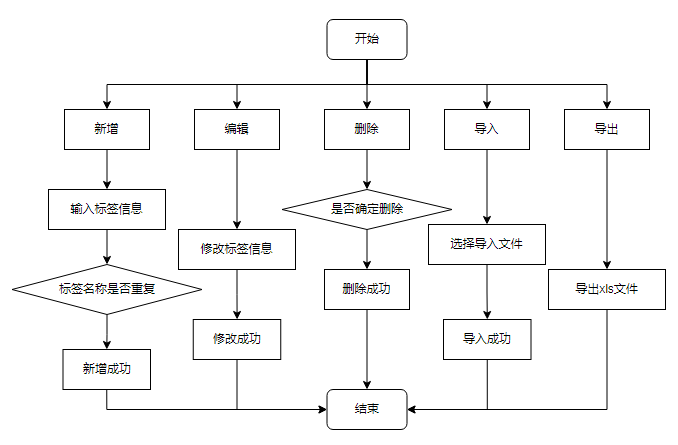 开始
新增
编辑
删除
导入
导出
输入标签信息
是否确定删除
修改标签信息
选择导入文件
标签名称是否重复
删除成功
导出xls文件
修改成功
导入成功
新增成功
结束